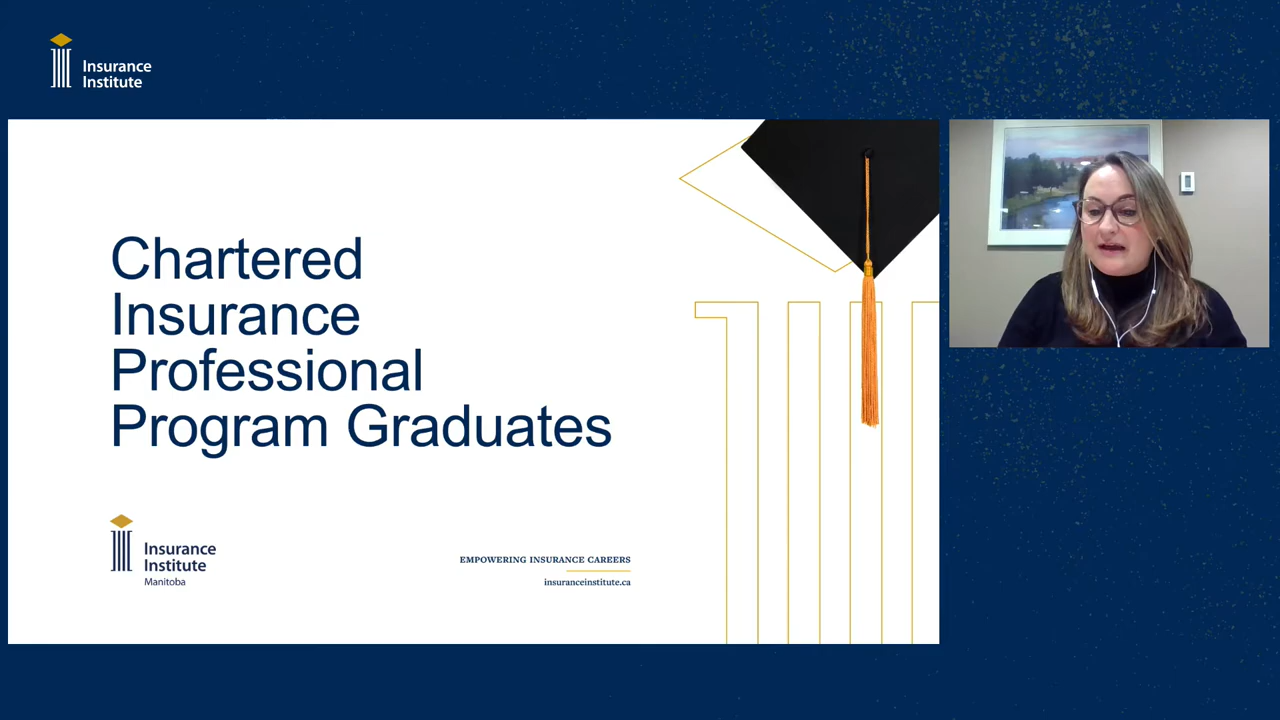 Insurance
Institute
Chartered
Insurance
Professional
Program Graduates
Insurance
Institute
Manitoba
EMPOWERING INSURANCE CAREERS
insuranceinstitute.ca